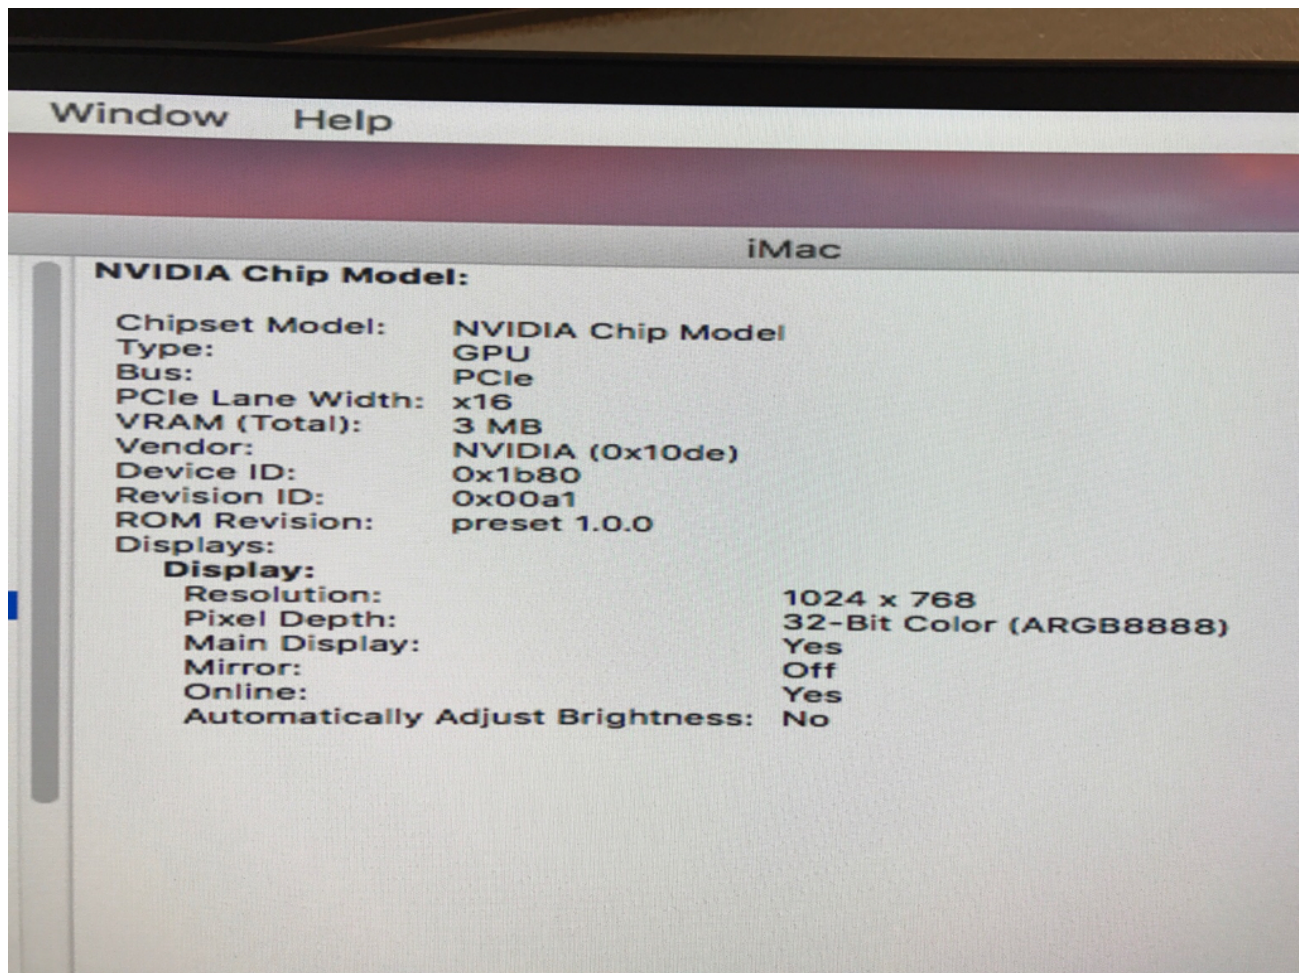 Window Help
iMac
NVIDIA Chip Model:
Chipset Model: NVIDIA Chip Model
Type: GPU
Bus: PCIe
PCIe Lane Width: x16
VRAM (Total): 3 MB
Vendor: NVIDIA (0x10de)
Device ID: 0x1b80
Revision ID: 0x00a1
ROM Revision: preset 1.0.0
Displays:
Display:
Resolution: 1024 x 768
Pixel Depth: 32-Bit Color (ARGB8888)
Main Display: Yes
Mirror: Off
Online: Yes
Automatically Adjust Brightness: No